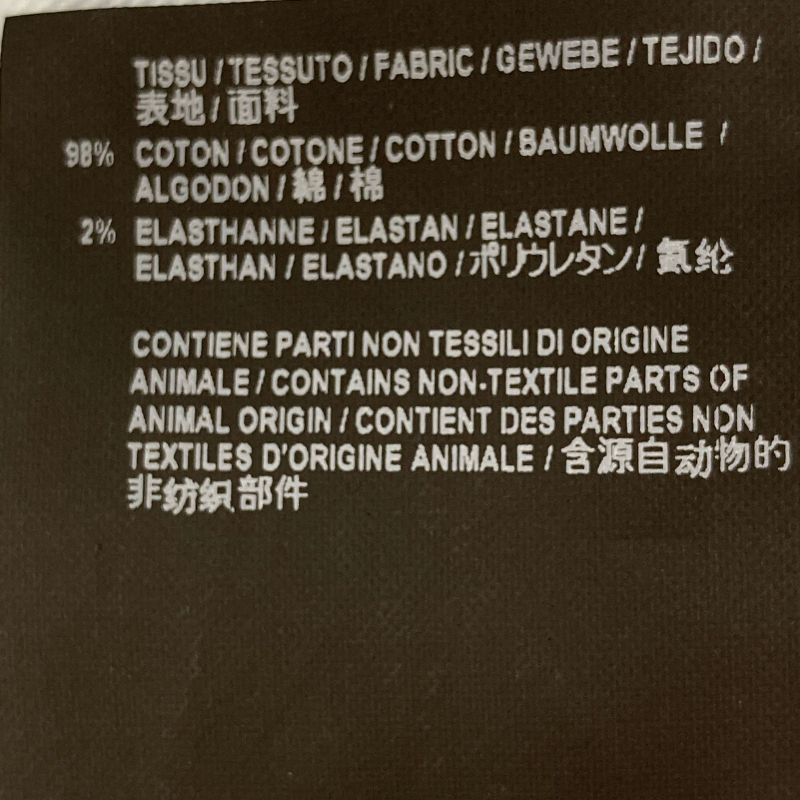 TISSU / TESSUTO / FABRIC / GEWEBE / TEJIDO /
表地 / 面料
98% COTON / COTONE / COTTON / BAUMWOLLE /
ALGODON / 綿 / 棉
2% ELASTHANNE / ELASTAN / ELASTANE /
ELASTHAN / ELASTANO / ポリウレタン / 氨纶
CONTIENE PARTI NON TESSILI DI ORIGINE
ANIMALE / CONTAINS NON-TEXTILE PARTS OF
ANIMAL ORIGIN / CONTIENT DES PARTIES NON
TEXTILES D'ORIGINE ANIMALE / 含源自动物的
非纺织部件